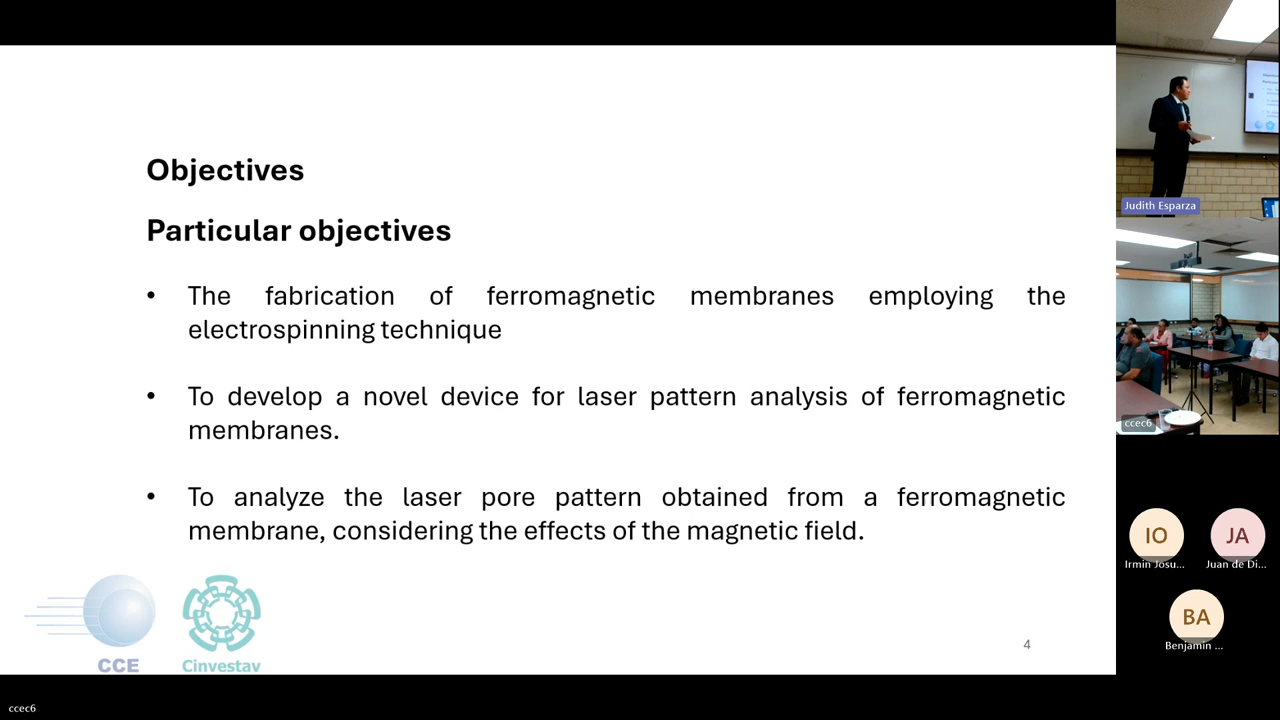 Objectives
Particular objectives
• The fabrication of ferromagnetic membranes employing the
electrospinning technique
• To develop a novel device for laser pattern analysis of ferromagnetic
membranes.
• To analyze the laser pore pattern obtained from a ferromagnetic
membrane, considering the effects of the magnetic field.
CCE
Cinvestav
4
Judith Esparza
ccec6
IO
Irmin Josu...
JA
Juan de Di...
BA
Benjamin ...
ccec6